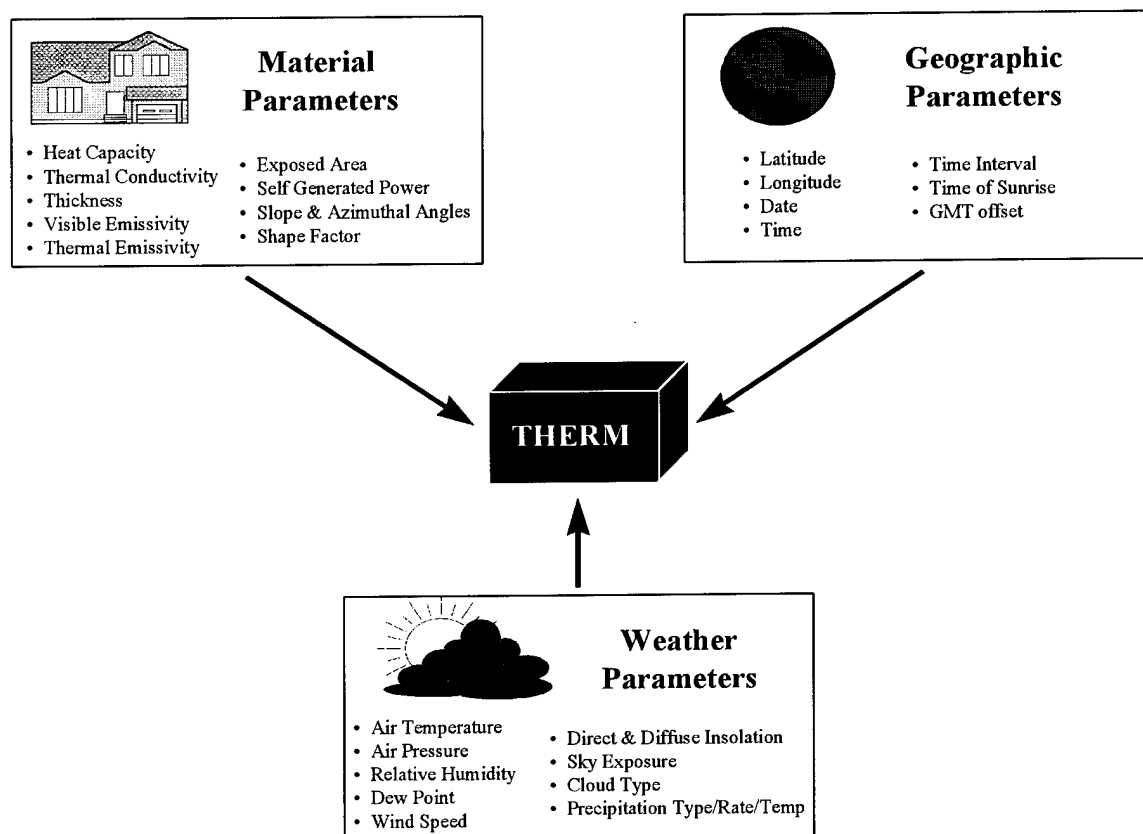 Material
Parameters
• Heat Capacity
• Thermal Conductivity
• Thickness
• Visible Emissivity
• Thermal Emissivity
• Exposed Area
• Self Generated Power
• Slope & Azimuthal Angles
• Shape Factor
Geographic
Parameters
• Latitude
• Longitude
• Date
• Time
• Time Interval
• Time of Sunrise
• GMT offset
THERM
Weather
Parameters
• Air Temperature
• Air Pressure
• Relative Humidity
• Dew Point
• Wind Speed
• Direct & Diffuse Insolation
• Sky Exposure
• Cloud Type
• Precipitation Type/Rate/Temp